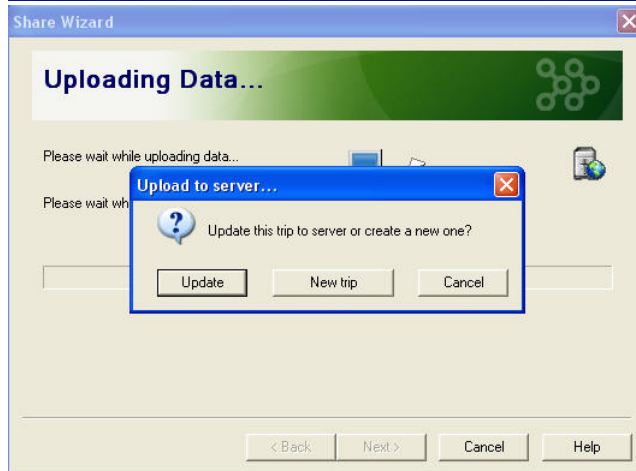 Share Wizard
Uploading Data...
Please wait while uploading data...
Upload to server...
Please wait wh
Update this trip to server or create a new one?
Update New trip Cancel
< Back Next > Cancel Help